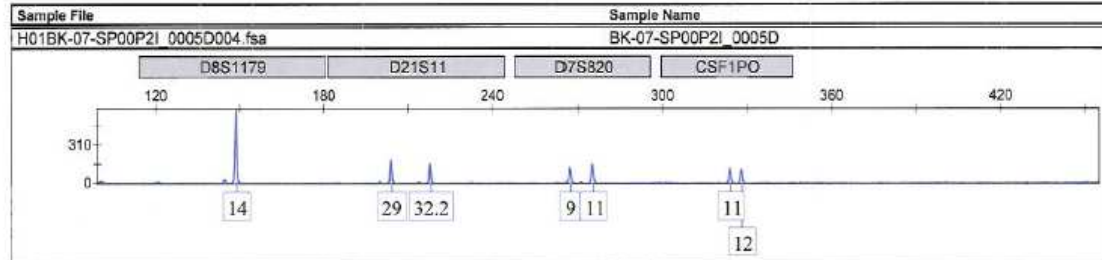 Sample File Sample Name
H01BK-07-SP00P2I_0005D004.fsa BK-07-SP00P2I_0005D
D8S1179 D21S11 D7S820 CSF1PO
120 180 240 300 360 420
310
0
14 29 32.2 9 11 11
12